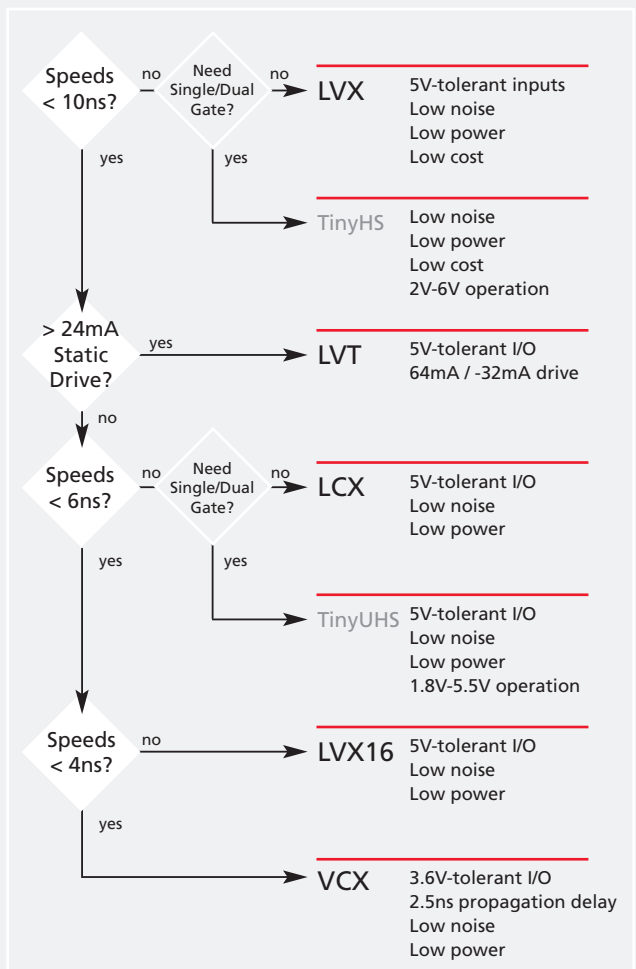 Speeds
< 10ns?
no
Need
Single/Dual
Gate?
no
LVX
5V-tolerant inputs
Low noise
Low power
Low cost
yes
yes
TinyHS
Low noise
Low power
Low cost
2V-6V operation
> 24mA
Static
Drive?
yes
LVT
5V-tolerant I/O
64mA / -32mA drive
no
Speeds
< 6ns?
no
Need
Single/Dual
Gate?
no
LCX
5V-tolerant I/O
Low noise
Low power
yes
yes
TinyUHS
5V-tolerant I/O
Low noise
Low power
1.8V-5.5V operation
Speeds
< 4ns?
no
LVX16
5V-tolerant I/O
Low noise
Low power
yes
VCX
3.6V-tolerant I/O
2.5ns propagation delay
Low noise
Low power